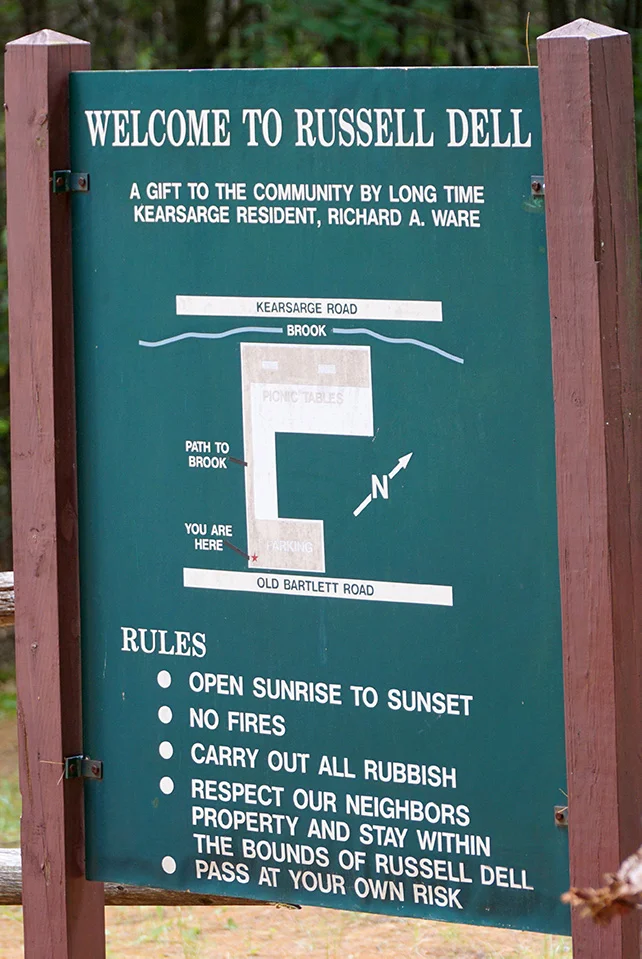 WELCOME TO RUSSELL DELL
A GIFT TO THE COMMUNITY BY LONG TIME
KEARSARGE RESIDENT, RICHARD A. WARE
KEARSARGE ROAD
BROOK
PICNIC TABLES
PATH TO
BROOK
N
YOU ARE
HERE
PARKING
OLD BARTLETT ROAD
RULES
OPEN SUNRISE TO SUNSET
NO FIRES
CARRY OUT ALL RUBBISH
RESPECT OUR NEIGHBORS
PROPERTY AND STAY WITHIN
THE BOUNDS OF RUSSELL DELL
PASS AT YOUR OWN RISK